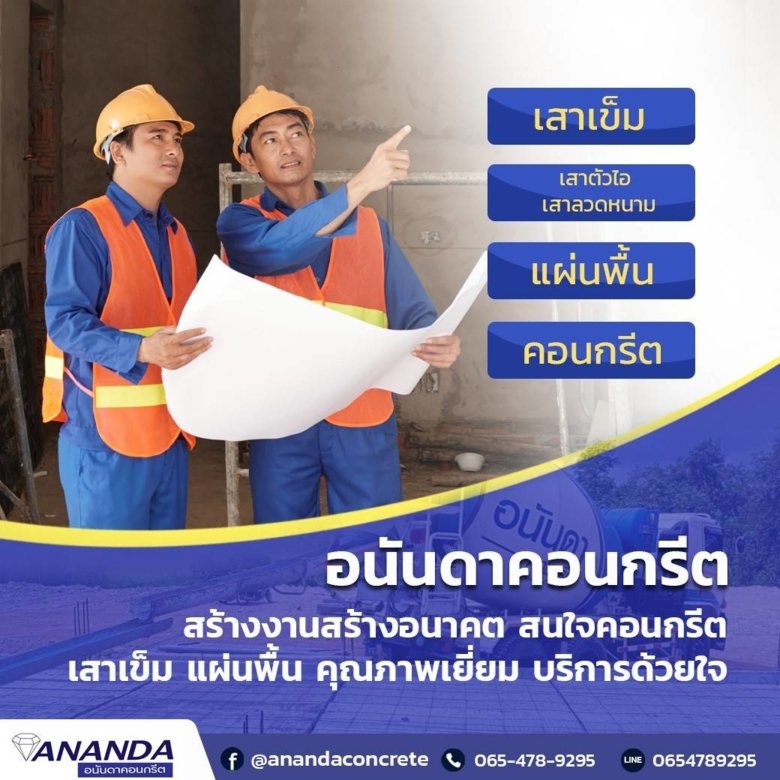 เสาเข็ม
เสาตัวไอ
เสาลวดหนาม
แผ่นพื้น
คอนกรีต
อนันดา
อนันดาคอนกรีต
สร้างงานสร้างอนาคต สนใจคอนกรีต
เสาเข็ม แผ่นพื้น คุณภาพเยี่ยม บริการด้วยใจ
ANANDA
อนันดาคอนกรีต
f @anandaconcrete 065-478-9295 LINE 0654789295